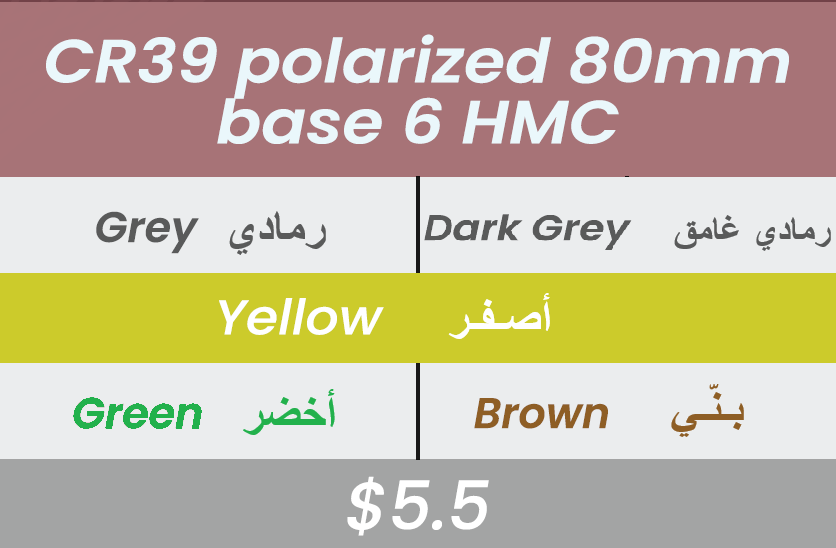 CR39 polarized 80mm
base 6 HMC
Grey رمادي
Dark Grey رمادي غامق
Yellow أصفر
Green أخضر
Brown بنّي
$5.5